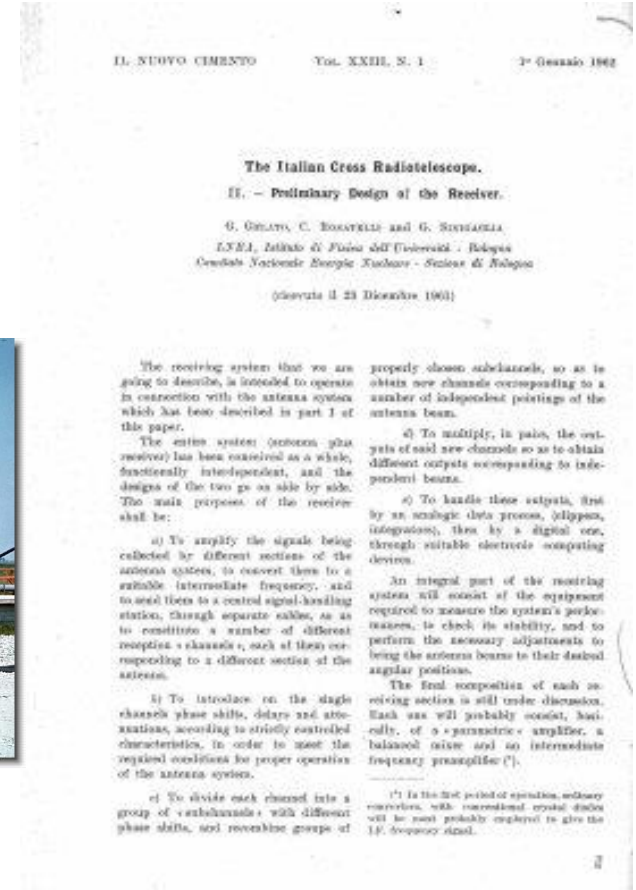 IL NUOVO CIMENTO VOL. XXIII, N. 1 1º Gennaio 1962
The Italian Cross Radiotelescope.
II. – Preliminary Design of the Receiver.
G. and G. SINIGAGLIA
Istituto di Fisica dell'Università - Bologna
Comitato Nazionale Energia Nucleare - Sezione di Bologna
(ricevuto il 23 Dicembre 1961)
The receiving system that we are
going to describe, is intended to operate
in connection with the antenna system
which has been described in part I of
this paper.
The entire system (antenna plus
receiver) has been conceived as a whole,
functionally interdependent, and the
designs of the two go on side by side.
The main purposes of the receiver
shall be:
a) To amplify the signals being
collected by different sections of the
antenna system, to convert them to a
suitable intermediate frequency, and
to send them to a central signal-handling
station, through separate cables, so as
to constitute a number of different
reception «channels», each of them cor-
responding to a different section of the
antenna.
b) To introduce on the single
channels phase shifts, delays and atte-
nuations, according to strictly controlled
characteristics, in order to meet the
required conditions for proper operation
of the antenna system.
c) To divide each channel into a
group of «subchannels» with different
phase shifts, and recombine groups of
properly chosen subchannels, so as to
obtain new channels corresponding to a
number of independent pointings of the
antenna beam.
d) To multiply, in pairs, the out-
puts of said new channels so as to obtain
different outputs corresponding to inde-
pendent beams.
e) To handle these outputs, first
by an analogic data process, (clippers,
integrators), then by a digital one,
through suitable electronic computing
devices.
An integral part of the receiving
system will consist of the equipment
required to measure the system's perfor-
mances, to check its stability, and to
perform the necessary adjustments to
bring the antenna beams to their desired
angular positions.
The final composition of each re-
ceiving section is still under discussion.
Each one will probably consist, basi-
cally, of a «parametric» amplifier, a
balanced mixer and an intermediate
frequency preamplifier (*).
(*) In the first period of operation, ordinary
converters, with conventional crystal diodes
will be most probably employed to give the
I.F. frequency signal.